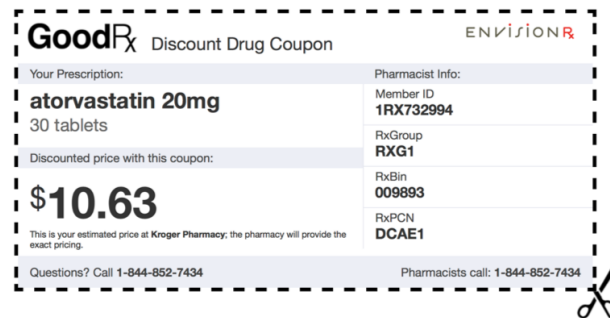 GoodRx Discount Drug Coupon
ENVISIONRx
Your Prescription:
atorvastatin 20mg
30 tablets
Discounted price with this coupon:
$10.63
This is your estimated price at Kroger Pharmacy; the pharmacy will provide the
exact pricing.
Pharmacist Info:
Member ID
1RX732994
RxGroup
RXG1
RxBin
009893
RxPCN
DCAE1
Questions? Call 1-844-852-7434
Pharmacists call: 1-844-852-7434